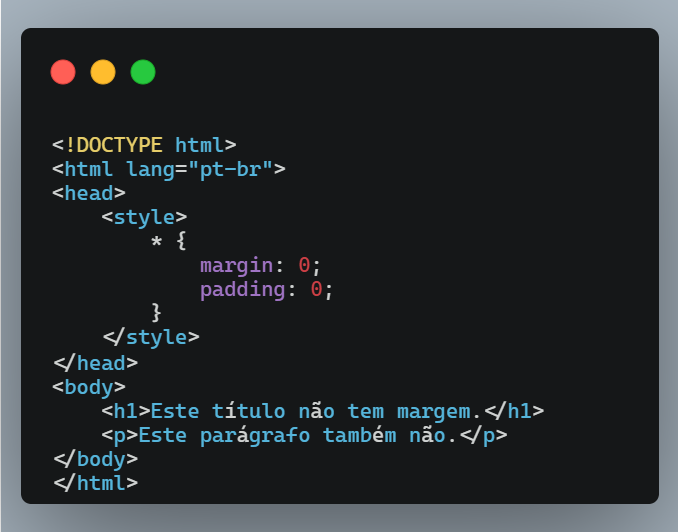 <!DOCTYPE html>
<html lang="pt-br">
<head>
    <style>
        * {
            margin: 0;
            padding: 0;
        }
    </style>
</head>
<body>
    <h1>Este título não tem margem.</h1>
    <p>Este parágrafo também não.</p>
</body>
</html>